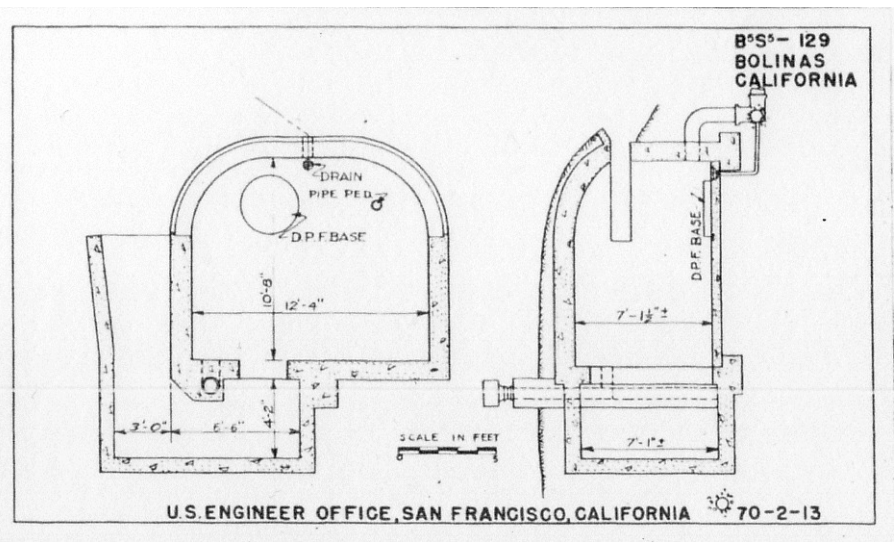 B⁵S⁵- 129
BOLINAS
CALIFORNIA
DRAIN
PIPE PED.
D.P.F. BASE
10'-8"
12'-4"
3'-0"
6'-6"
4'-2"
SCALE IN FEET
D.P.F. BASE
7'-1½"±
7'-1"±
U.S. ENGINEER OFFICE, SAN FRANCISCO, CALIFORNIA
70-2-13